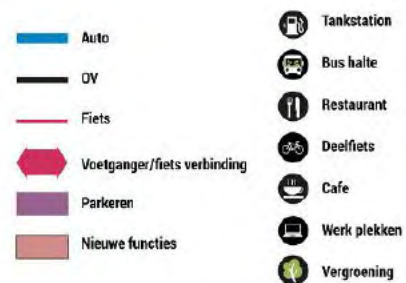 Auto
OV
Fiets
Voetganger/fiets verbinding
Parkeren
Nieuwe functies
Tankstation
Bus halte
Restaurant
Deelfiets
Cafe
Werk plekken
Vergroening